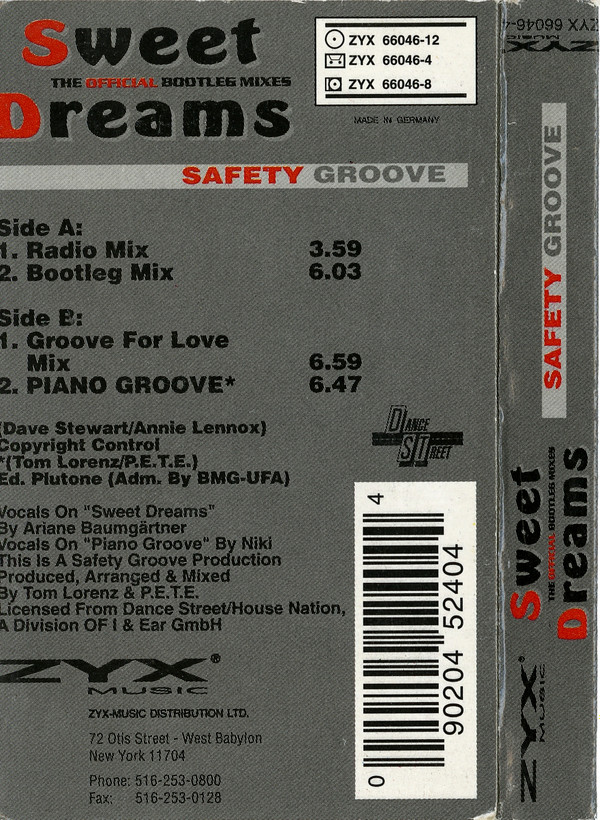 Sweet
THE OFFICIAL BOOTLEG MIXES
Dreams
ZYX 66046-12
ZYX 66046-4
ZYX 66046-8
MADE IN GERMANY
SAFETY GROOVE
Side A:
1. Radio Mix 3.59
2. Bootleg Mix 6.03
Side B:
1. Groove For Love
Mix 6.59
2. PIANO GROOVE* 6.47
(Dave Stewart/Annie Lennox)
Copyright Control
*(Tom Lorenz/P.E.T.E.)
Ed. Plutone (Adm. By BMG-UFA)
DANCE
STREET
Vocals On "Sweet Dreams"
By Ariane Baumgärtner
Vocals On "Piano Groove" By Niki
This Is A Safety Groove Production
Produced, Arranged & Mixed
By Tom Lorenz & P.E.T.E.
Licensed From Dance Street/House Nation,
A Division OF I & Ear GmbH
ZYX®
MUSIC
ZYX-MUSIC DISTRIBUTION LTD.
72 Otis Street - West Babylon
New York 11704
Phone: 516-253-0800
Fax: 516-253-0128
0 90204 52404 4
ZYX 66046-4
ZYX
MUSIC
SAFETY GROOVE
Sweet
THE OFFICIAL BOOTLEG MIXES
Dreams
ZYX®
MUSIC